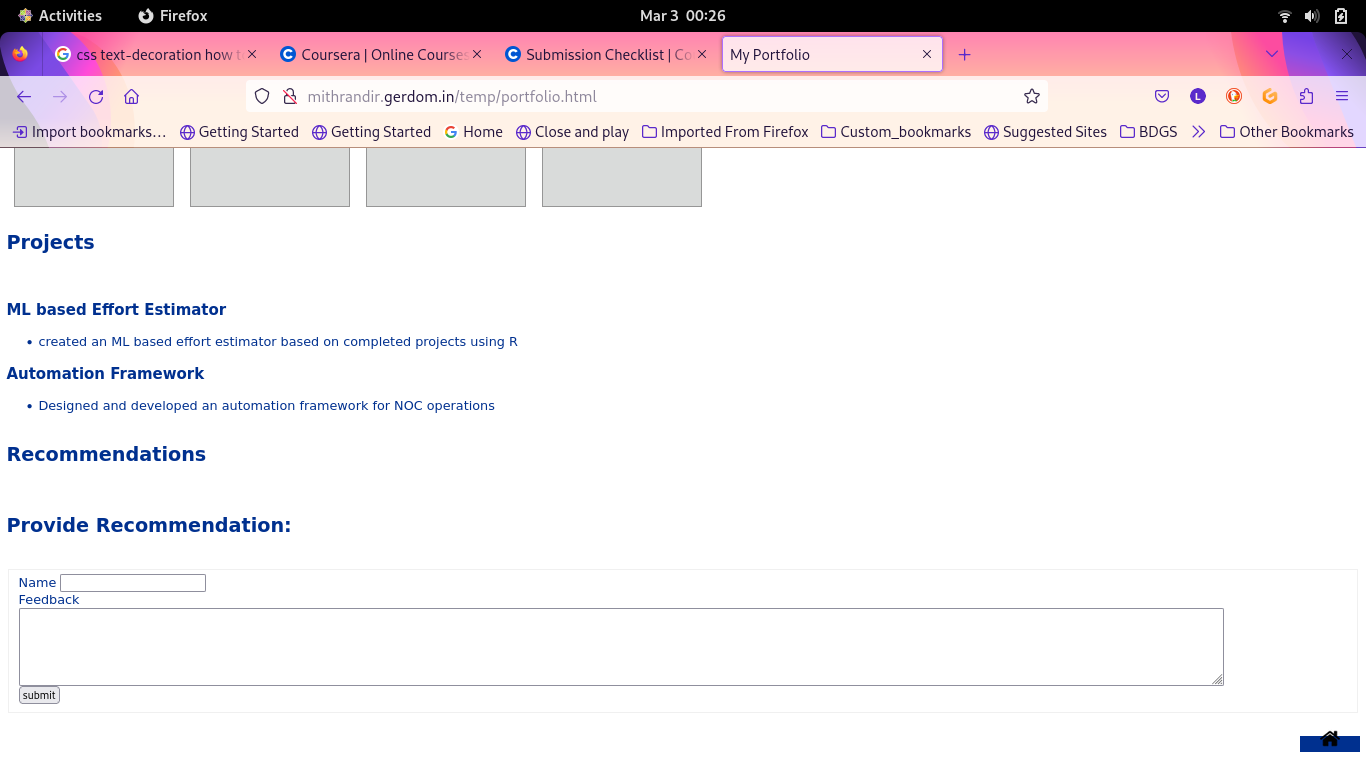 Activities Firefox Mar 3 00:26
css text-decoration how t Coursera | Online Courses Submission Checklist | Co My Portfolio
mithrandir.gerdom.in/temp/portfolio.html L
Import bookmarks… Getting Started Getting Started Home Close and play Imported From Firefox Custom_bookmarks Suggested Sites BDGS Other Bookmarks
Projects
ML based Effort Estimator
• created an ML based effort estimator based on completed projects using R
Automation Framework
• Designed and developed an automation framework for NOC operations
Recommendations
Provide Recommendation:
Name
Feedback
submit